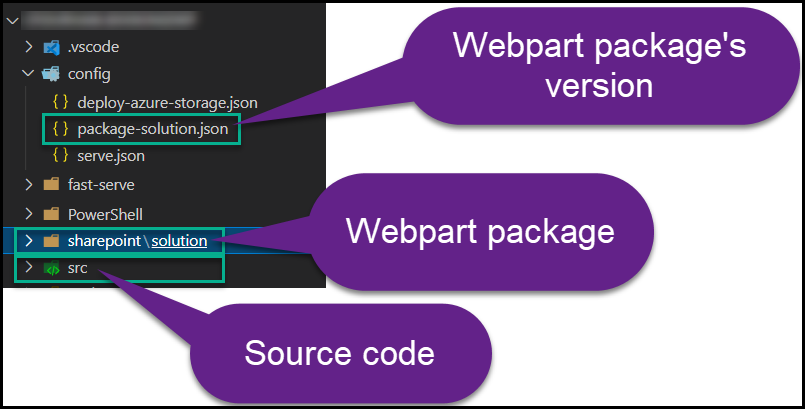 .vscode
config
{ } deploy-azure-storage.json
{ } package-solution.json
{ } serve.json
fast-serve
PowerShell
sharepoint\solution
src
Webpart package's
version
Webpart package
Source code